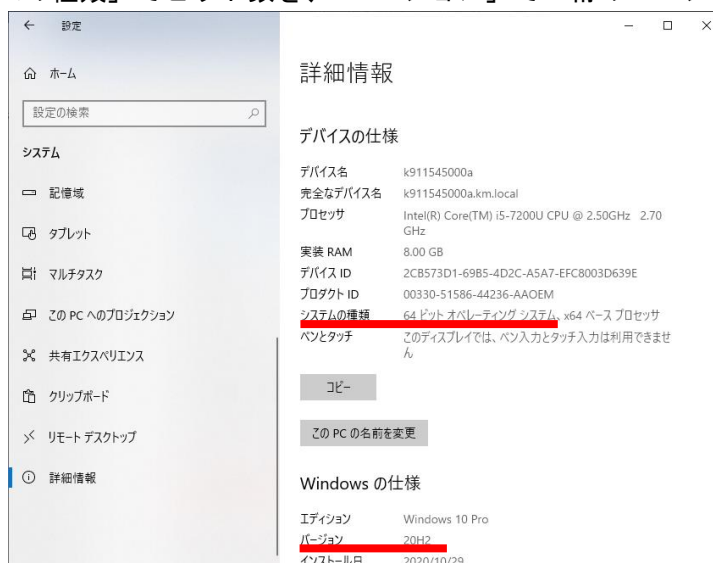 ← 設定
ホーム
詳細情報
設定の検索
デバイスの仕様
システム
デバイス名 k911545000a
記憶域
完全なデバイス名 k911545000a.km.local
プロセッサ Intel(R) Core(TM) i5-7200U CPU @ 2.50GHz 2.70
GHz
タブレット
実装 RAM 8.00 GB
マルチタスク
デバイス ID 2CB573D1-69B5-4D2C-A5A7-EFC8003D639E
プロダクト ID 00330-51586-44236-AAOEM
この PC へのプロジェクション
システムの種類 64 ビット オペレーティング システム、x64 ベース プロセッサ
ペンとタッチ このディスプレイでは、ペン入力とタッチ入力は利用できませ
ん
共有エクスペリエンス
コピー
クリップボード
この PC の名前を変更
リモート デスクトップ
詳細情報
Windows の仕様
エディション Windows 10 Pro
バージョン 20H2
インストール日 2020/10/29